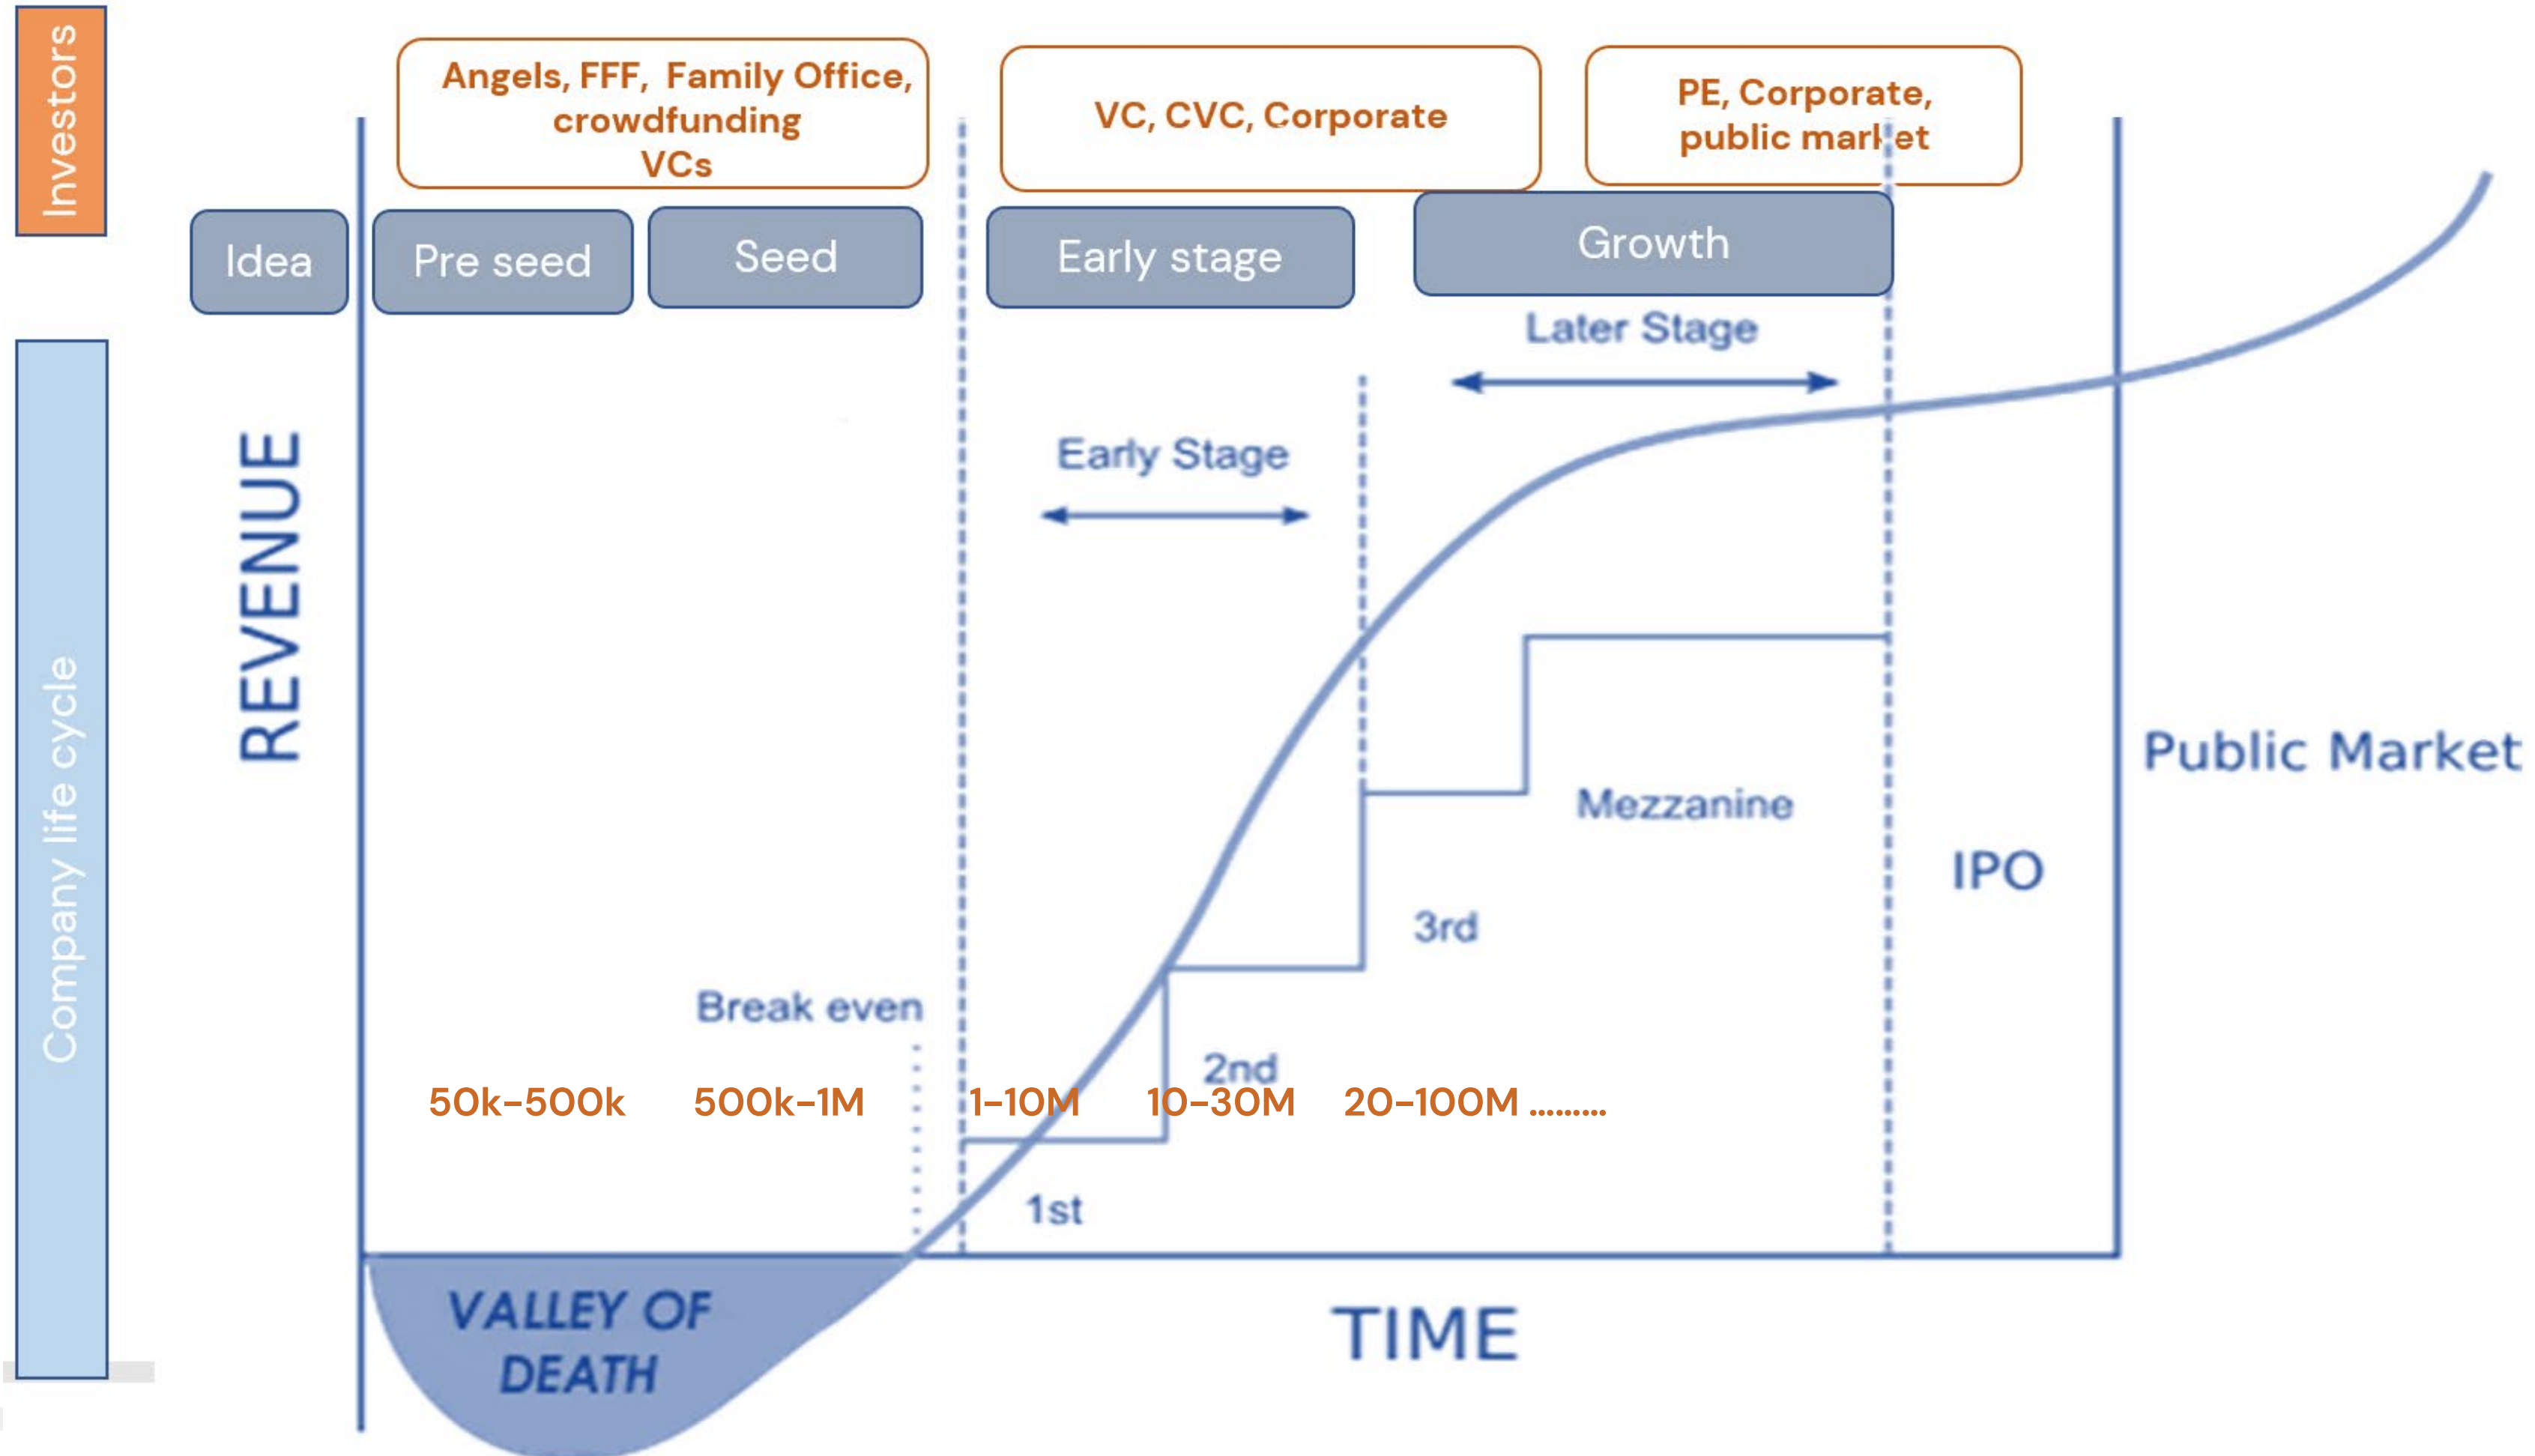 Investors
Angels, FFF, Family Office,
crowdfunding
VCs
VC, CVC, Corporate
PE, Corporate,
public market
Idea
Pre seed
Seed
Early stage
Growth
Company life cycle
REVENUE
Later Stage
Early Stage
Public Market
Mezzanine
IPO
3rd
Break even
2nd
50k-500k
500k-1M
1-10M
10-30M
20-100M .........
1st
VALLEY OF
DEATH
TIME